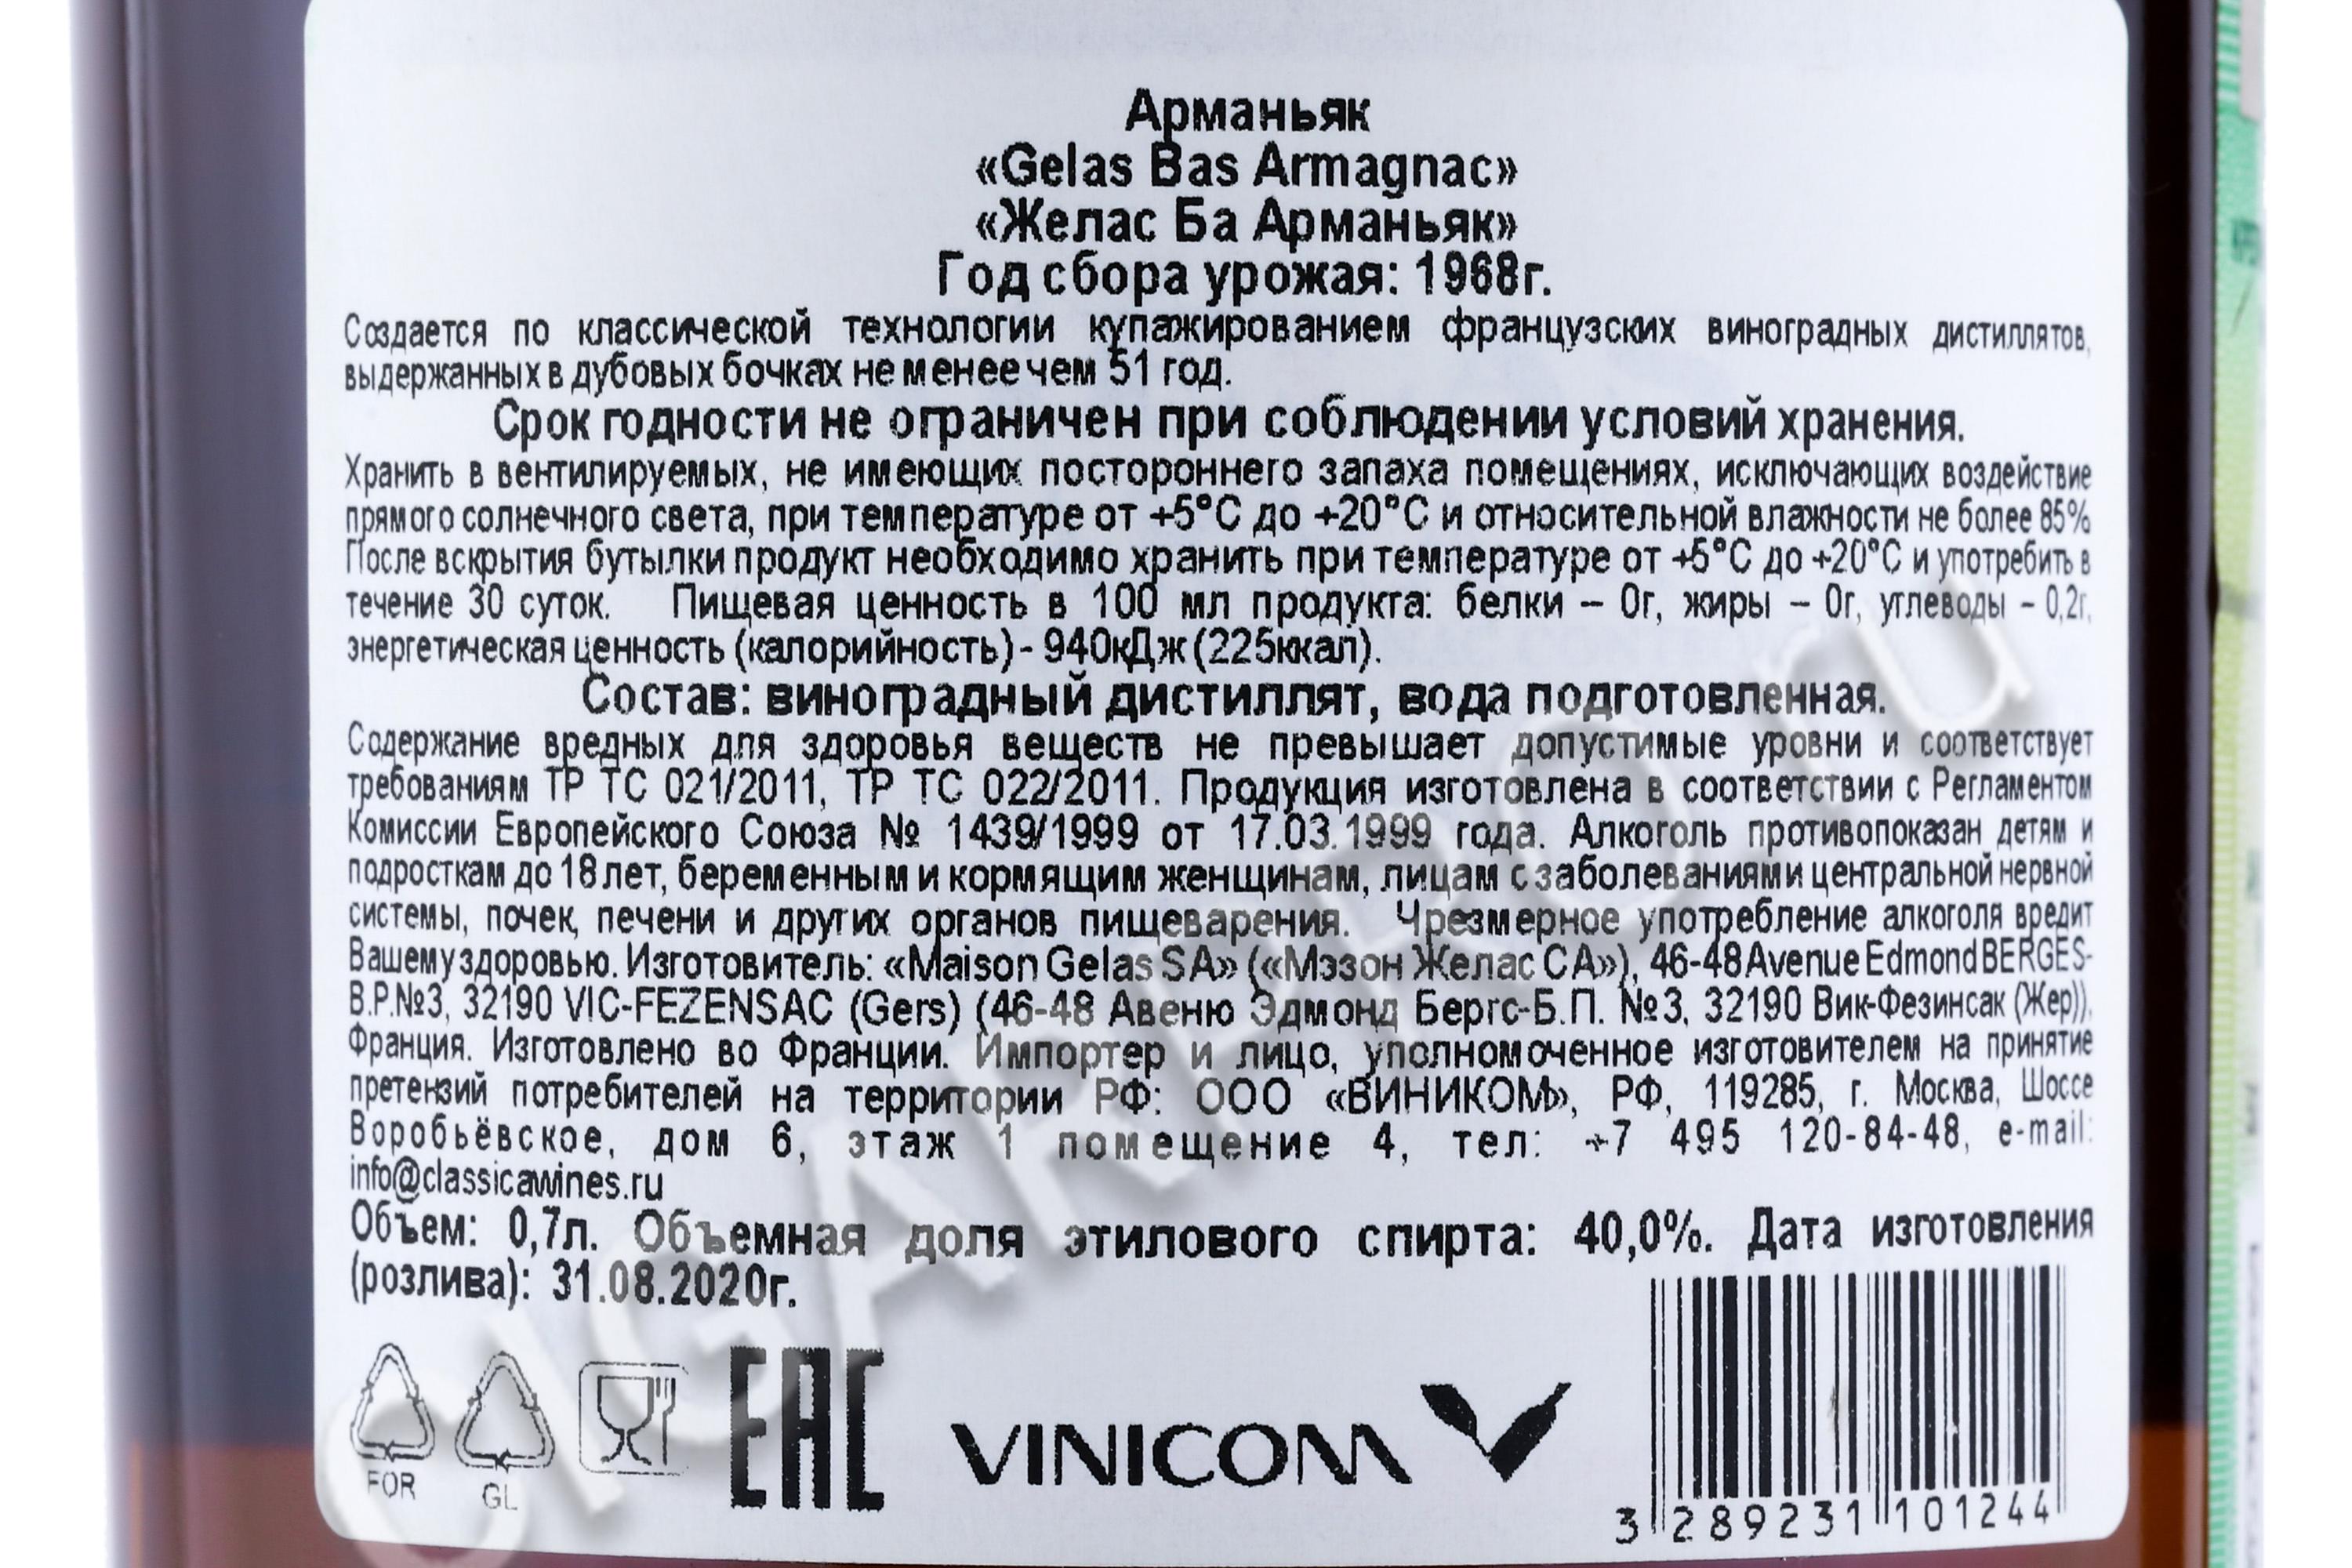 Арманьяк
«Gelas Bas Armagnac»
«Желас Ба Арманьяк»
Год сбора урожая: 1968г.
Создается по классической технологии купажированием французских виноградных дистиллятов,
выдержанных в дубовых бочках не менее чем 51 год.
Срок годности не ограничен при соблюдении условий хранения.
Хранить в вентилируемых, не имеющих постороннего запаха помещениях, исключающих воздействие
прямого солнечного света, при температуре от +5°С до +20°С и относительной влажности не более 85%
После вскрытия бутылки продукт необходимо хранить при температуре от +5°С до +20°С и употребить в
течение 30 суток. Пищевая ценность в 100 мл продукта: белки – 0г, жиры – 0г, углеводы – 0,2г,
энергетическая ценность (калорийность) - 940кДж (225ккал).
Состав: виноградный дистиллят, вода подготовленная.
Содержание вредных для здоровья веществ не превышает допустимые уровни и соответствует
требованиям ТР ТС 021/2011, ТР ТС 022/2011. Продукция изготовлена в соответствии с Регламентом
Комиссии Европейского Союза № 1439/1999 от 17.03.1999 года. Алкоголь противопоказан детям и
подросткам до 18 лет, беременным и кормящим женщинам, лицам с заболеваниями центральной нервной
системы, почек, печени и других органов пищеварения. Чрезмерное употребление алкоголя вредит
Вашему здоровью. Изготовитель: «Maison Gelas SA» («Мэзон Желас СА»), 46-48 Avenue Edmond BERGES-
B.P.№3, 32190 VIC-FEZENSAC (Gers) (46-48 Авеню Эдмонд Бергс-Б.П. №3, 32190 Вик-Фезинсак (Жер)),
Франция. Изготовлено во Франции. Импортер и лицо, уполномоченное изготовителем на принятие
претензий потребителей на территории РФ: ООО «ВИНИКОМ», РФ, 119285, г. Москва, Шоссе
Воробьёвское, дом 6, этаж 1 помещение 4, тел: +7 495 120-84-48, e-mail:
info@classicawines.ru
Объем: 0,7л. Объемная доля этилового спирта: 40,0%. Дата изготовления
(розлива): 31.08.2020г.
FOR
GL
EAC
VINICOM
3 289231 101244
CIGARPRO.ru